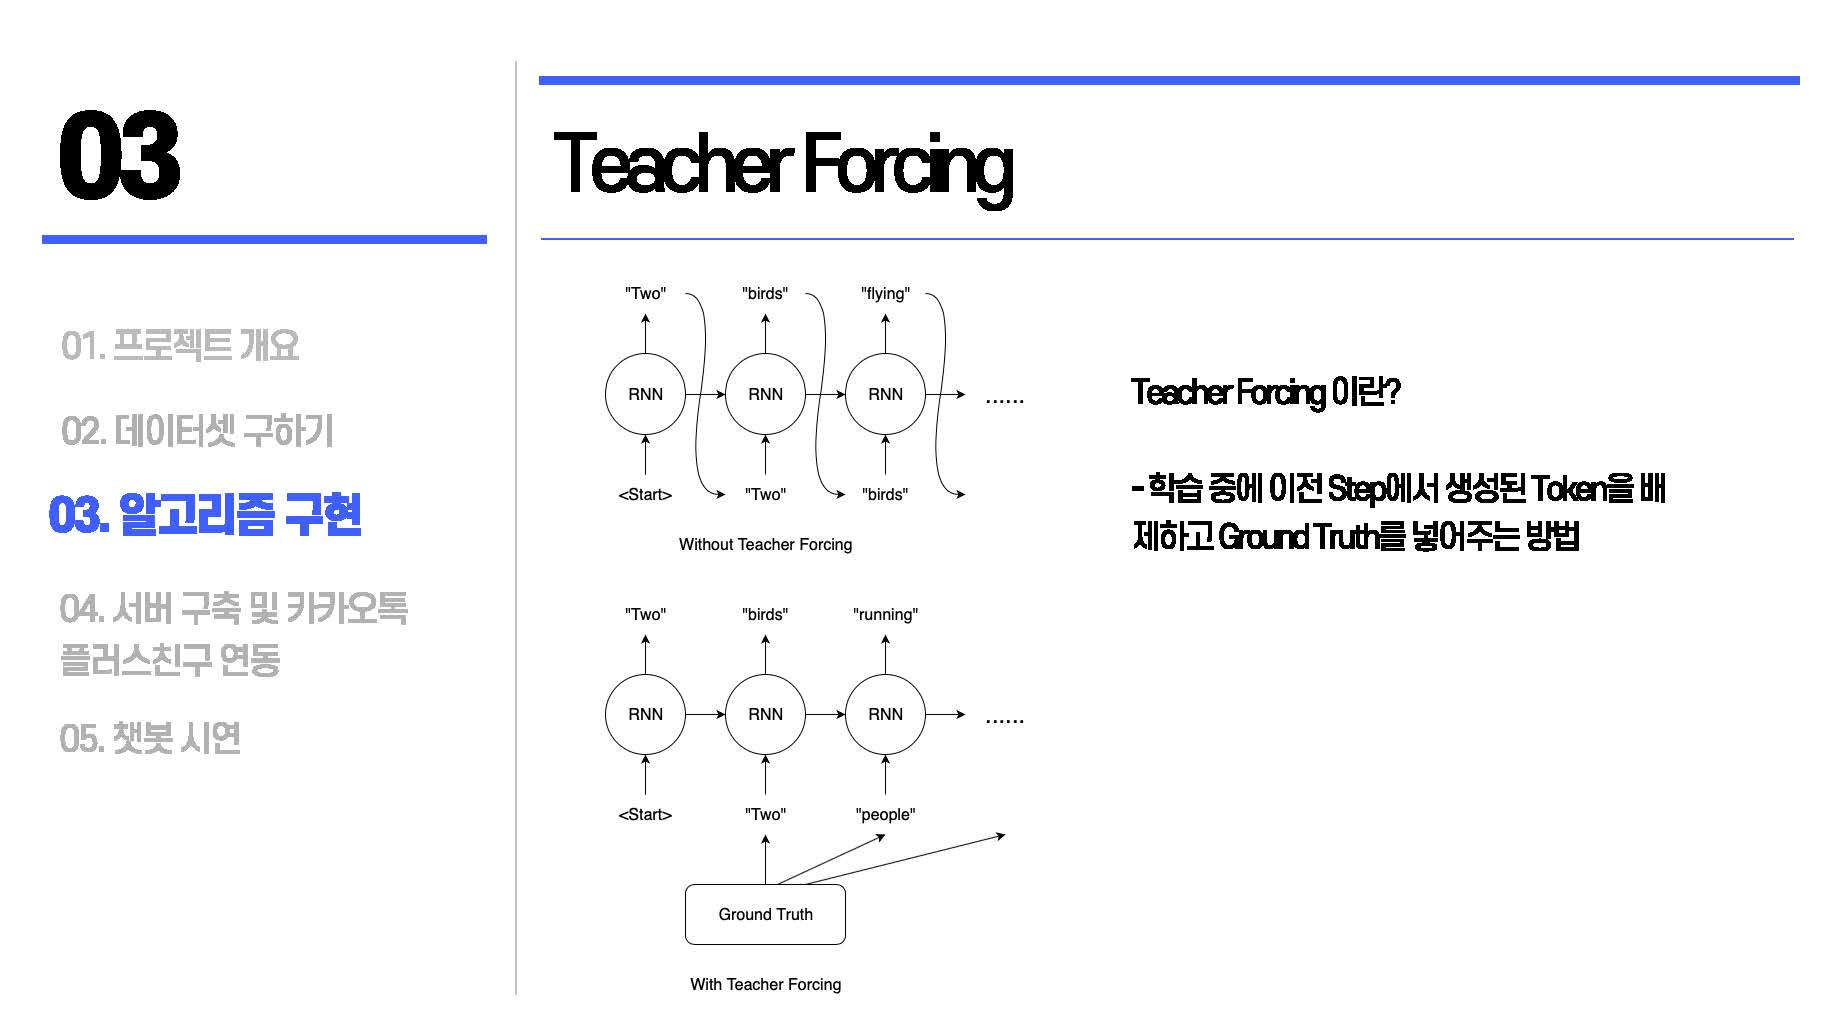 03
01. 프로젝트 개요
02. 데이터셋 구하기
03. 알고리즘 구현
04. 서버 구축 및 카카오톡
플러스친구 연동
05. 챗봇 시연
Teacher Forcing
"Two" "birds" "flying"
RNN RNN RNN ......
<Start> "Two" "birds"
Without Teacher Forcing
"Two" "birds" "running"
RNN RNN RNN ......
<Start> "Two" "people"
Ground Truth
With Teacher Forcing
Teacher Forcing 이란?
- 학습 중에 이전 Step에서 생성된 Token을 배
제하고 Ground Truth를 넣어주는 방법